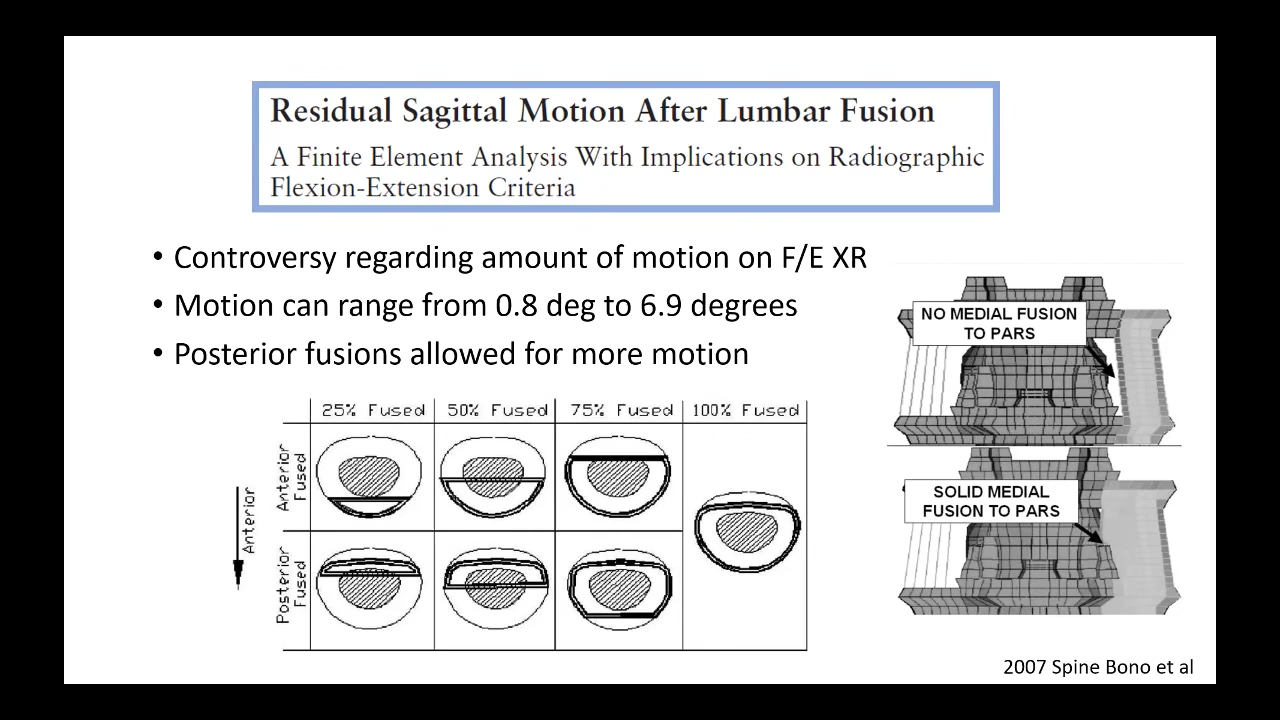 Residual Sagittal Motion After Lumbar Fusion
A Finite Element Analysis With Implications on Radiographic
Flexion-Extension Criteria
• Controversy regarding amount of motion on F/E XR
• Motion can range from 0.8 deg to 6.9 degrees
• Posterior fusions allowed for more motion
25% Fused 50% Fused 75% Fused 100% Fused
Anterior
Fused
Posterior
Fused
Anterior
NO MEDIAL FUSION
TO PARS
SOLID MEDIAL
FUSION TO PARS
2007 Spine Bono et al